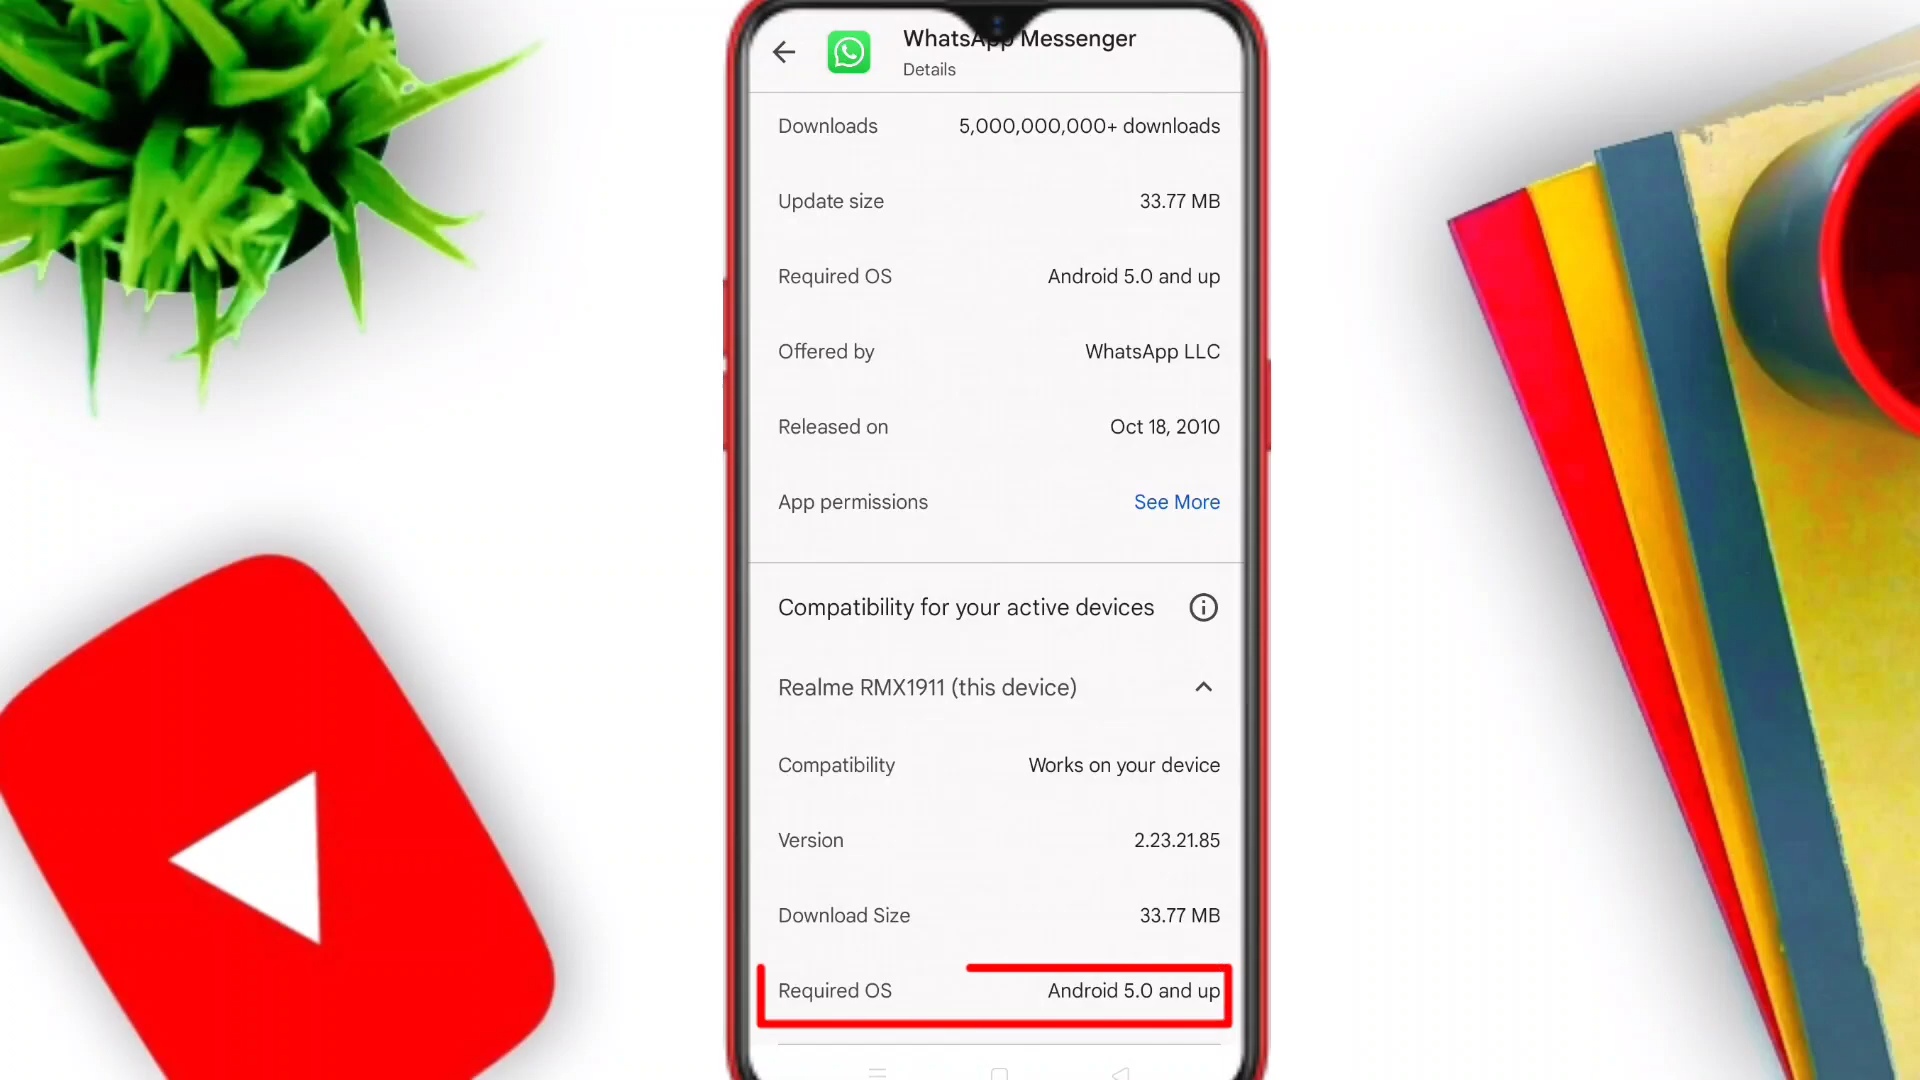 WhatsApp Messenger
Details
Downloads 5,000,000,000+ downloads
Update size 33.77 MB
Required OS Android 5.0 and up
Offered by WhatsApp LLC
Released on Oct 18, 2010
App permissions See More
Compatibility for your active devices
Realme RMX1911 (this device)
Compatibility Works on your device
Version 2.23.21.85
Download Size 33.77 MB
Required OS Android 5.0 and up